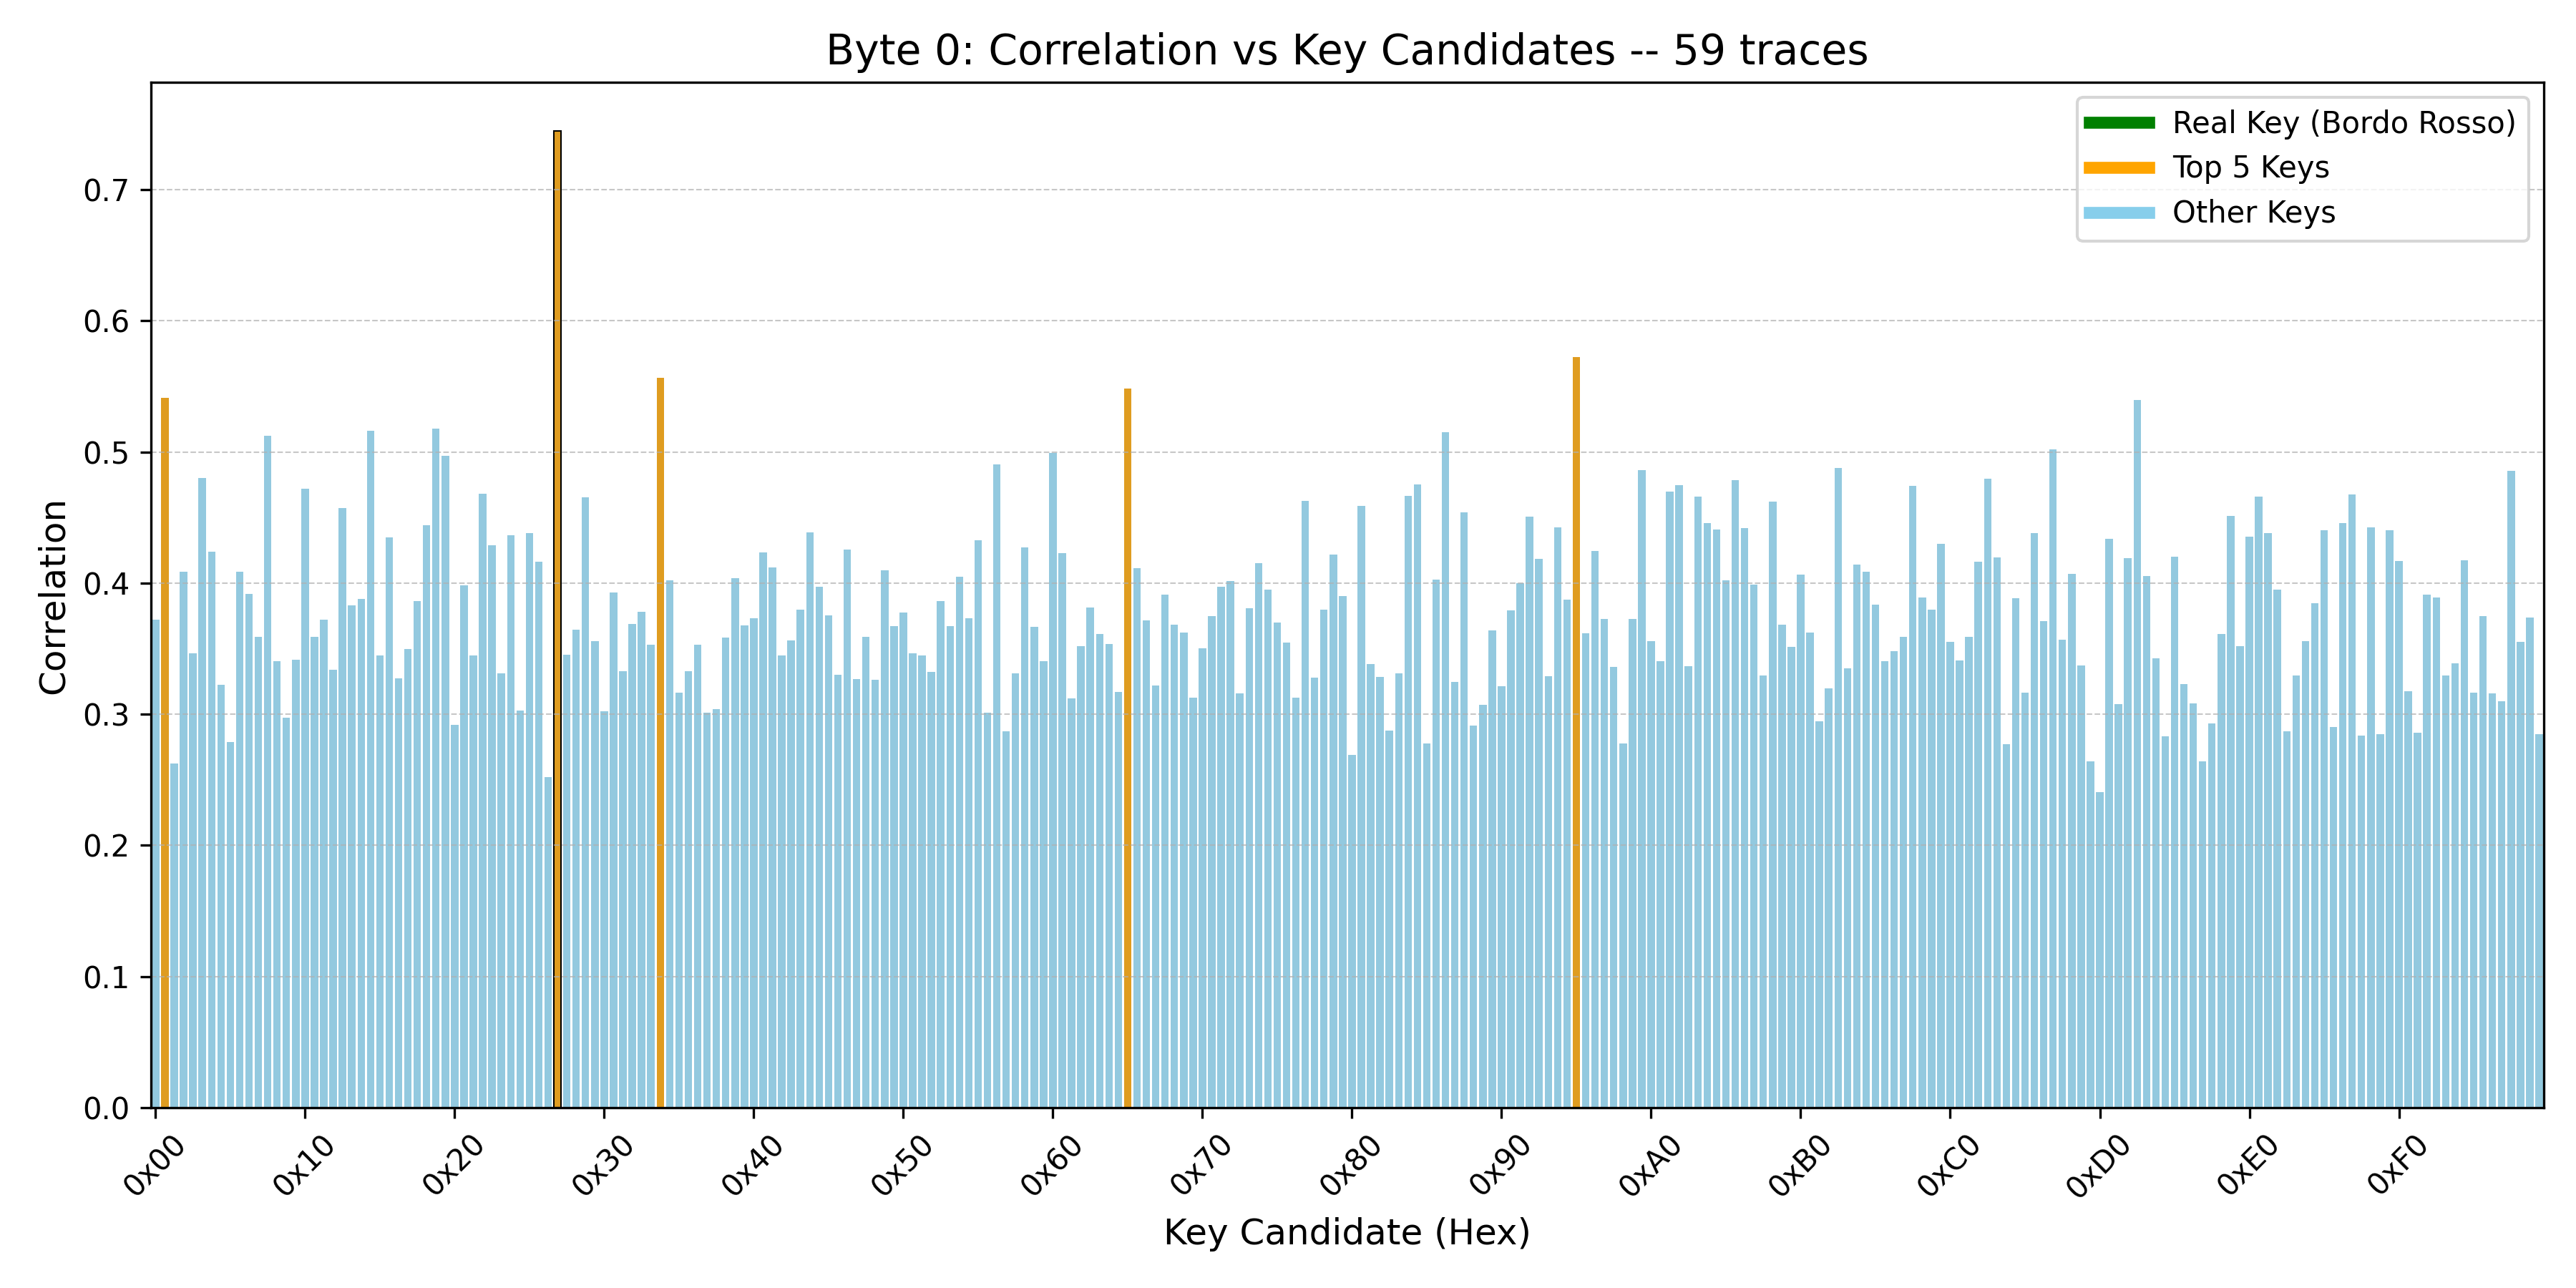 Byte 0: Correlation vs Key Candidates -- 59 traces
Real Key (Bordo Rosso)
Top 5 Keys
Other Keys
Correlation
0.7
0.6
0.5
0.4
0.3
0.2
0.1
0.0
0x00
0x10
0x20
0x30
0x40
0x50
0x60
0x70
0x80
0x90
0xA0
0xB0
0xC0
0xD0
0xE0
0xF0
Key Candidate (Hex)